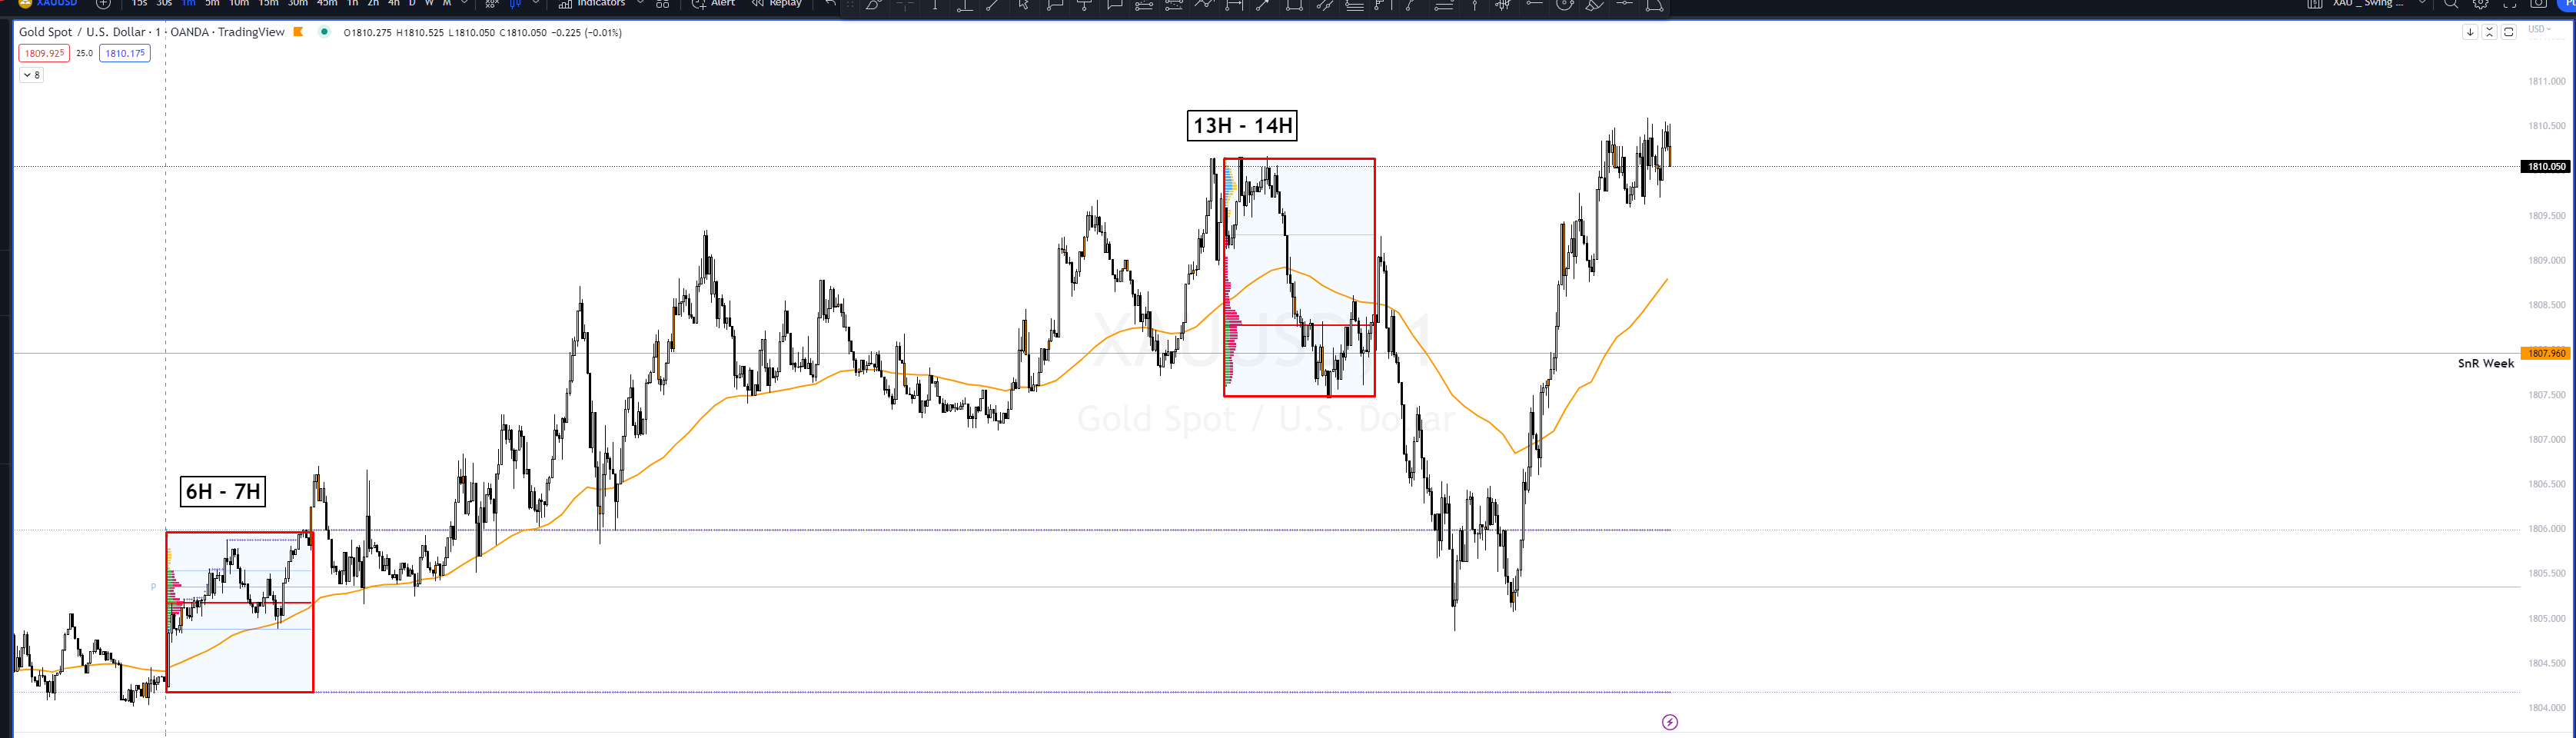 XAUUSD 15s 30s 1m 5m 10m 15m 30m 45m 1h 2h 4h D W M Indicators Alert Replay XAU _ Swing ...
Gold Spot / U.S. Dollar · 1 · OANDA · TradingView O1810.275 H1810.525 L1810.050 C1810.050 −0.225 (−0.01%)
USD
1809.925 25.0 1810.175
8
1811.000
13H - 14H
1810.500
1810.050
1809.500
1809.000
1808.500
XAUUSD, 1
1807.960
SnR Week
1807.500
Gold Spot / U.S. Dollar
1807.000
6H - 7H
1806.500
1806.000
P
1805.500
1805.000
1804.500
1804.000